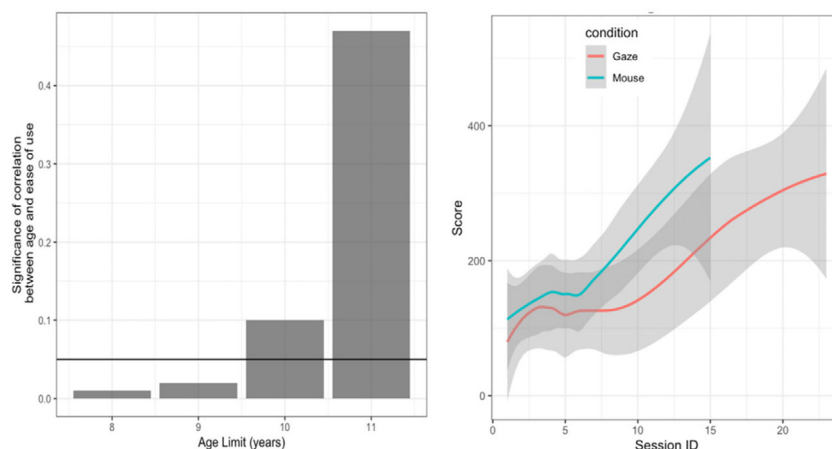 Significance of correlation
between age and ease of use
0.4
0.3
0.2
0.1
0.0
8 9 10 11
Age Limit (years)
condition
Gaze
Mouse
Score
400
200
0
0 5 10 15 20
Session ID